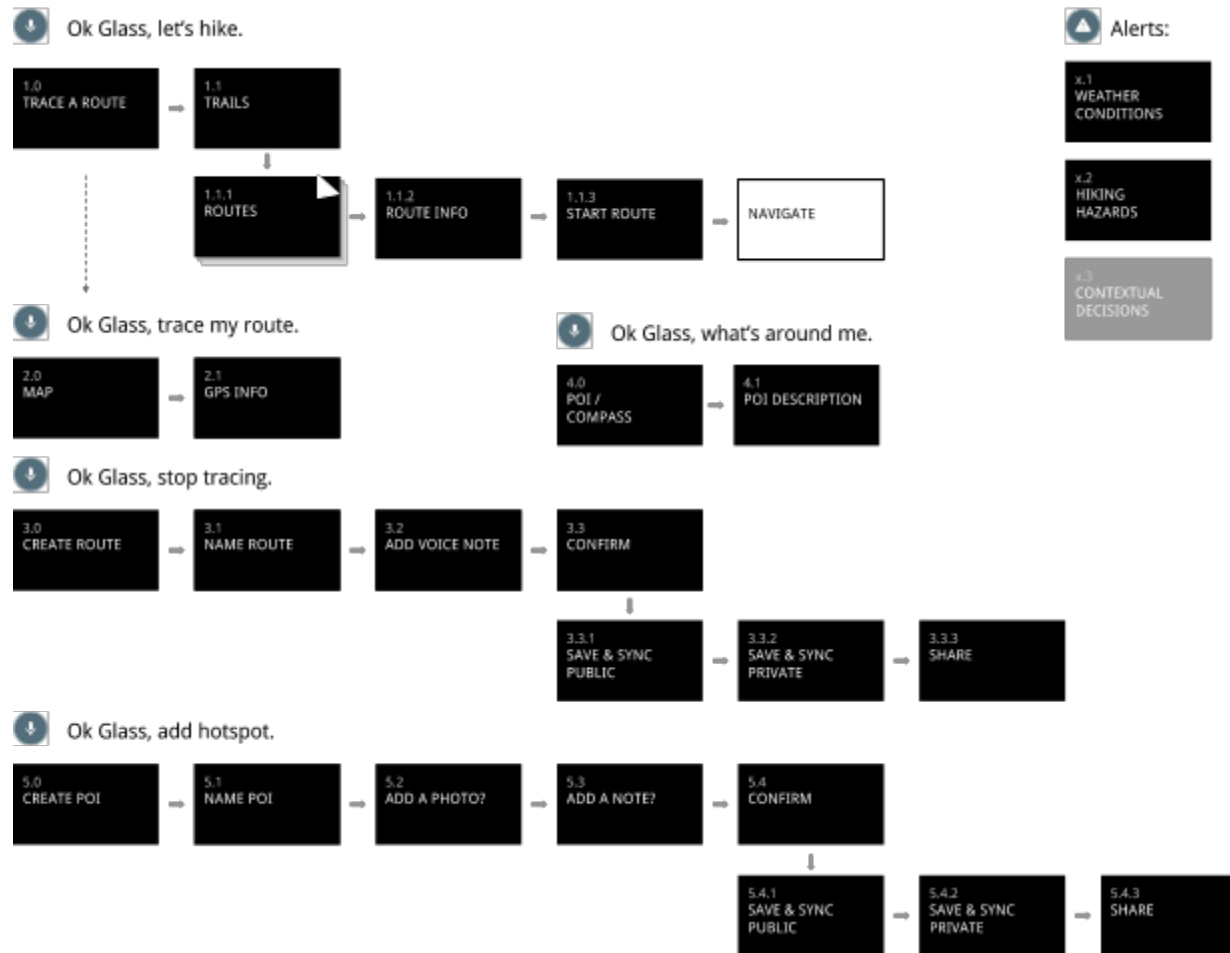 Ok Glass, let's hike.
Alerts:
1.0
TRACE A ROUTE
1.1
TRAILS
x.1
WEATHER
CONDITIONS
1.1.1
ROUTES
1.1.2
ROUTE INFO
1.1.3
START ROUTE
NAVIGATE
x.2
HIKING
HAZARDS
x.3
CONTEXTUAL
DECISIONS
Ok Glass, trace my route.
2.0
MAP
2.1
GPS INFO
Ok Glass, what's around me.
4.0
POI /
COMPASS
4.1
POI DESCRIPTION
Ok Glass, stop tracing.
3.0
CREATE ROUTE
3.1
NAME ROUTE
3.2
ADD VOICE NOTE
3.3
CONFIRM
3.3.1
SAVE & SYNC
PUBLIC
3.3.2
SAVE & SYNC
PRIVATE
3.3.3
SHARE
Ok Glass, add hotspot.
5.0
CREATE POI
5.1
NAME POI
5.2
ADD A PHOTO?
5.3
ADD A NOTE?
5.4
CONFIRM
5.4.1
SAVE & SYNC
PUBLIC
5.4.2
SAVE & SYNC
PRIVATE
5.4.3
SHARE